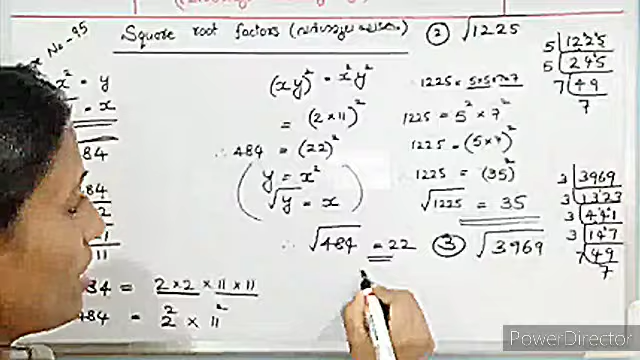 Square root factors
No - 95
x² = y
= x
(xy)² = x²y²
= (2×11)²
∴ 484 = (22)²
y = x²
√y = x
∴ √484 = 22
84 = 2×2×11×11
484 = 2² × 11²
② √1225
1225 = 5×5×7×7
1225 = 5² × 7²
1225 = (5×7)²
1225 = (35)²
√1225 = 35
5 1225
5 245
7 49
7
③ √3969
3 3969
3 1323
3 441
3 147
7 49
7
PowerDirector